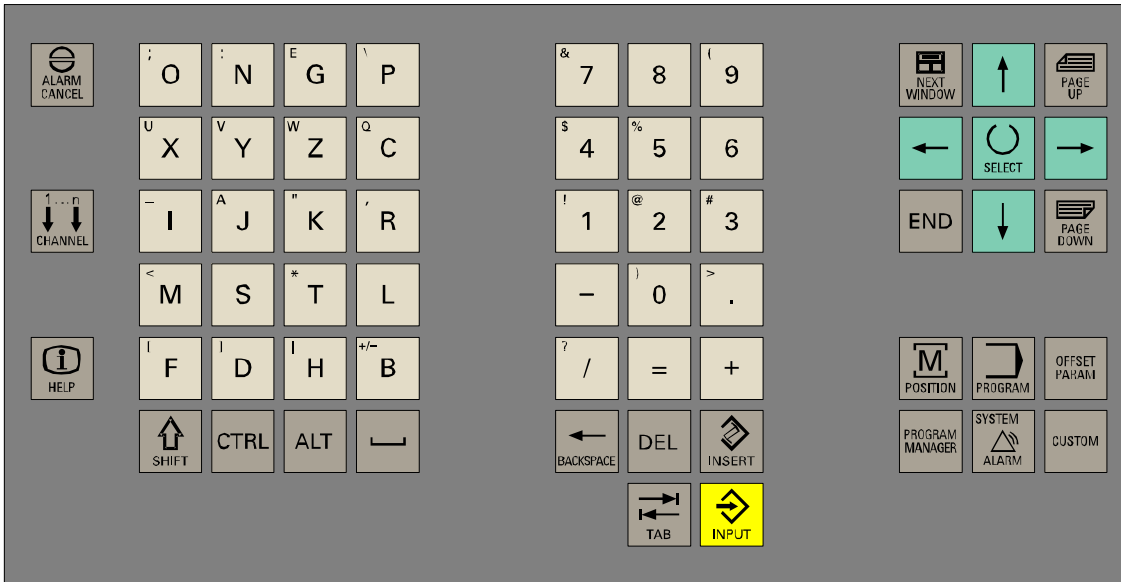 ALARM
CANCEL
; O
: N
E G
\ P
& 7
8
( 9
NEXT
WINDOW
PAGE
UP
U X
V Y
W Z
Q C
$ 4
% 5
6
SELECT
1...n
CHANNEL
_ I
A J
" K
, R
! 1
@ 2
# 3
END
PAGE
DOWN
< M
S
* T
L
-
) 0
> .
i
HELP
F
D
H
+/- B
? /
=
+
M
POSITION
PROGRAM
OFFSET
PARAM
SHIFT
CTRL
ALT
BACKSPACE
DEL
INSERT
PROGRAM
MANAGER
SYSTEM
ALARM
CUSTOM
TAB
INPUT